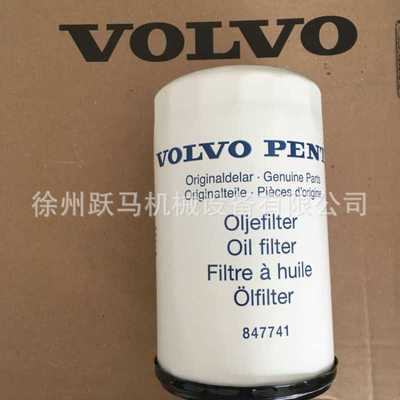 VOLVO
VOLVO PENT
Originaldelar · Genuine Parts
Originalteile · Pièces d'origine
徐州跃马机械设备有限公司
Oljefilter
Oil filter
Filtre à huile
Ölfilter
847741